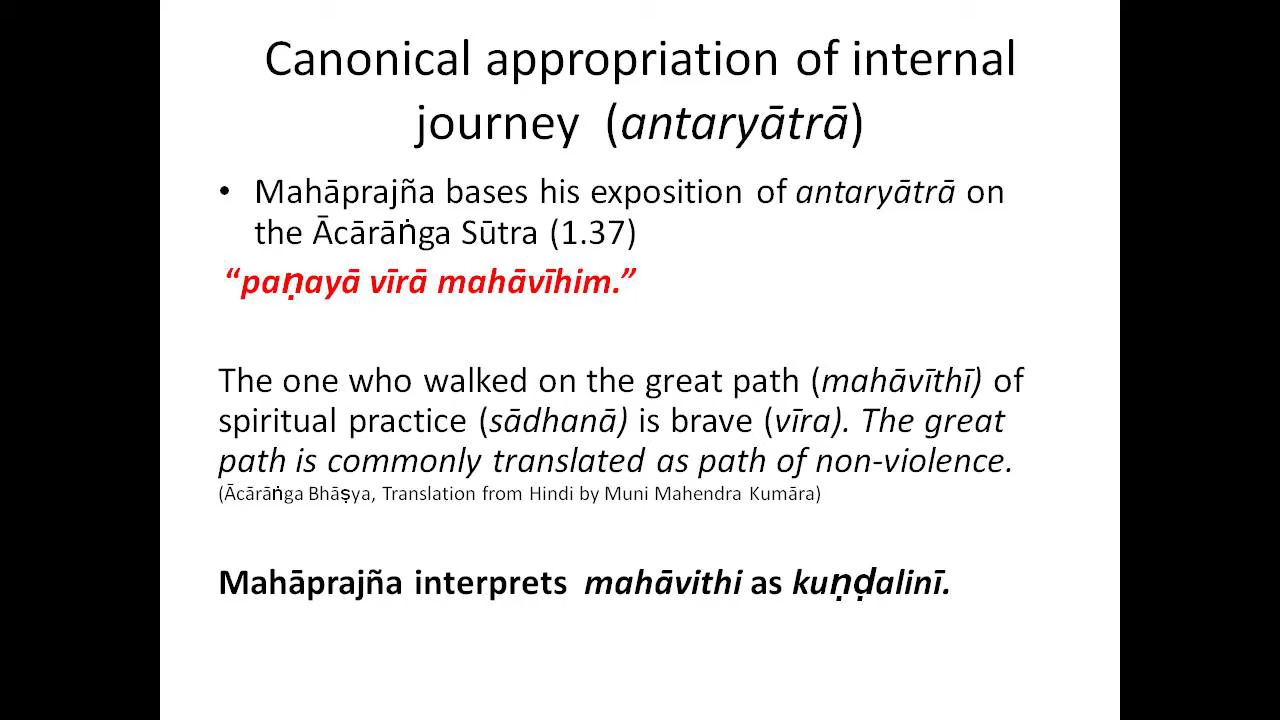 Canonical appropriation of internal
journey (antaryātrā)
• Mahāprajña bases his exposition of antaryātrā on
the Ācārāṅga Sūtra (1.37)
“paṇayā vīrā mahāvīhim.”
The one who walked on the great path (mahāvīthī) of
spiritual practice (sādhanā) is brave (vīra). The great
path is commonly translated as path of non-violence.
(Ācārāṅga Bhāṣya, Translation from Hindi by Muni Mahendra Kumāra)
Mahāprajña interprets mahāvithi as kuṇḍalinī.